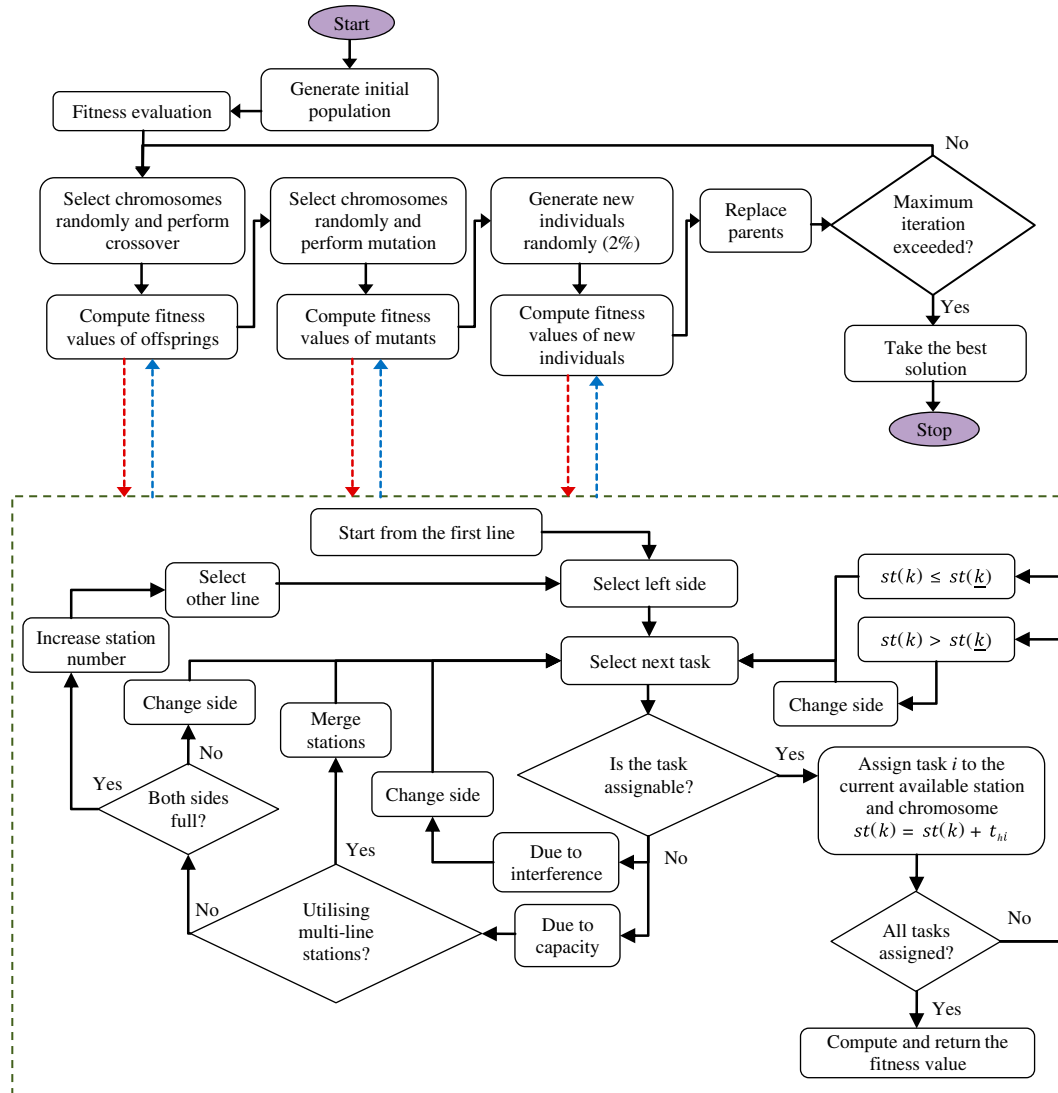 Start
Generate initial
population
Fitness evaluation
No
Select chromosomes
randomly and perform
crossover
Select chromosomes
randomly and
perform mutation
Generate new
individuals
randomly (2%)
Replace
parents
Maximum
iteration
exceeded?
Compute fitness
values of offsprings
Compute fitness
values of mutants
Compute fitness
values of new
individuals
Yes
Take the best
solution
Stop
Start from the first line
Select
other line
Select left side
st(k) ≤ st(<u>k</u>)
Increase station
number
Select next task
st(k) > st(<u>k</u>)
Change side
Merge
stations
Change side
No
Yes
Both sides
full?
Change side
Is the task
assignable?
Yes
Assign task i to the
current available station
and chromosome
st(k) = st(k) + t_hi
Yes
Due to
interference
No
No
Utilising
multi-line
stations?
Due to
capacity
All tasks
assigned?
No
Yes
Compute and return the
fitness value